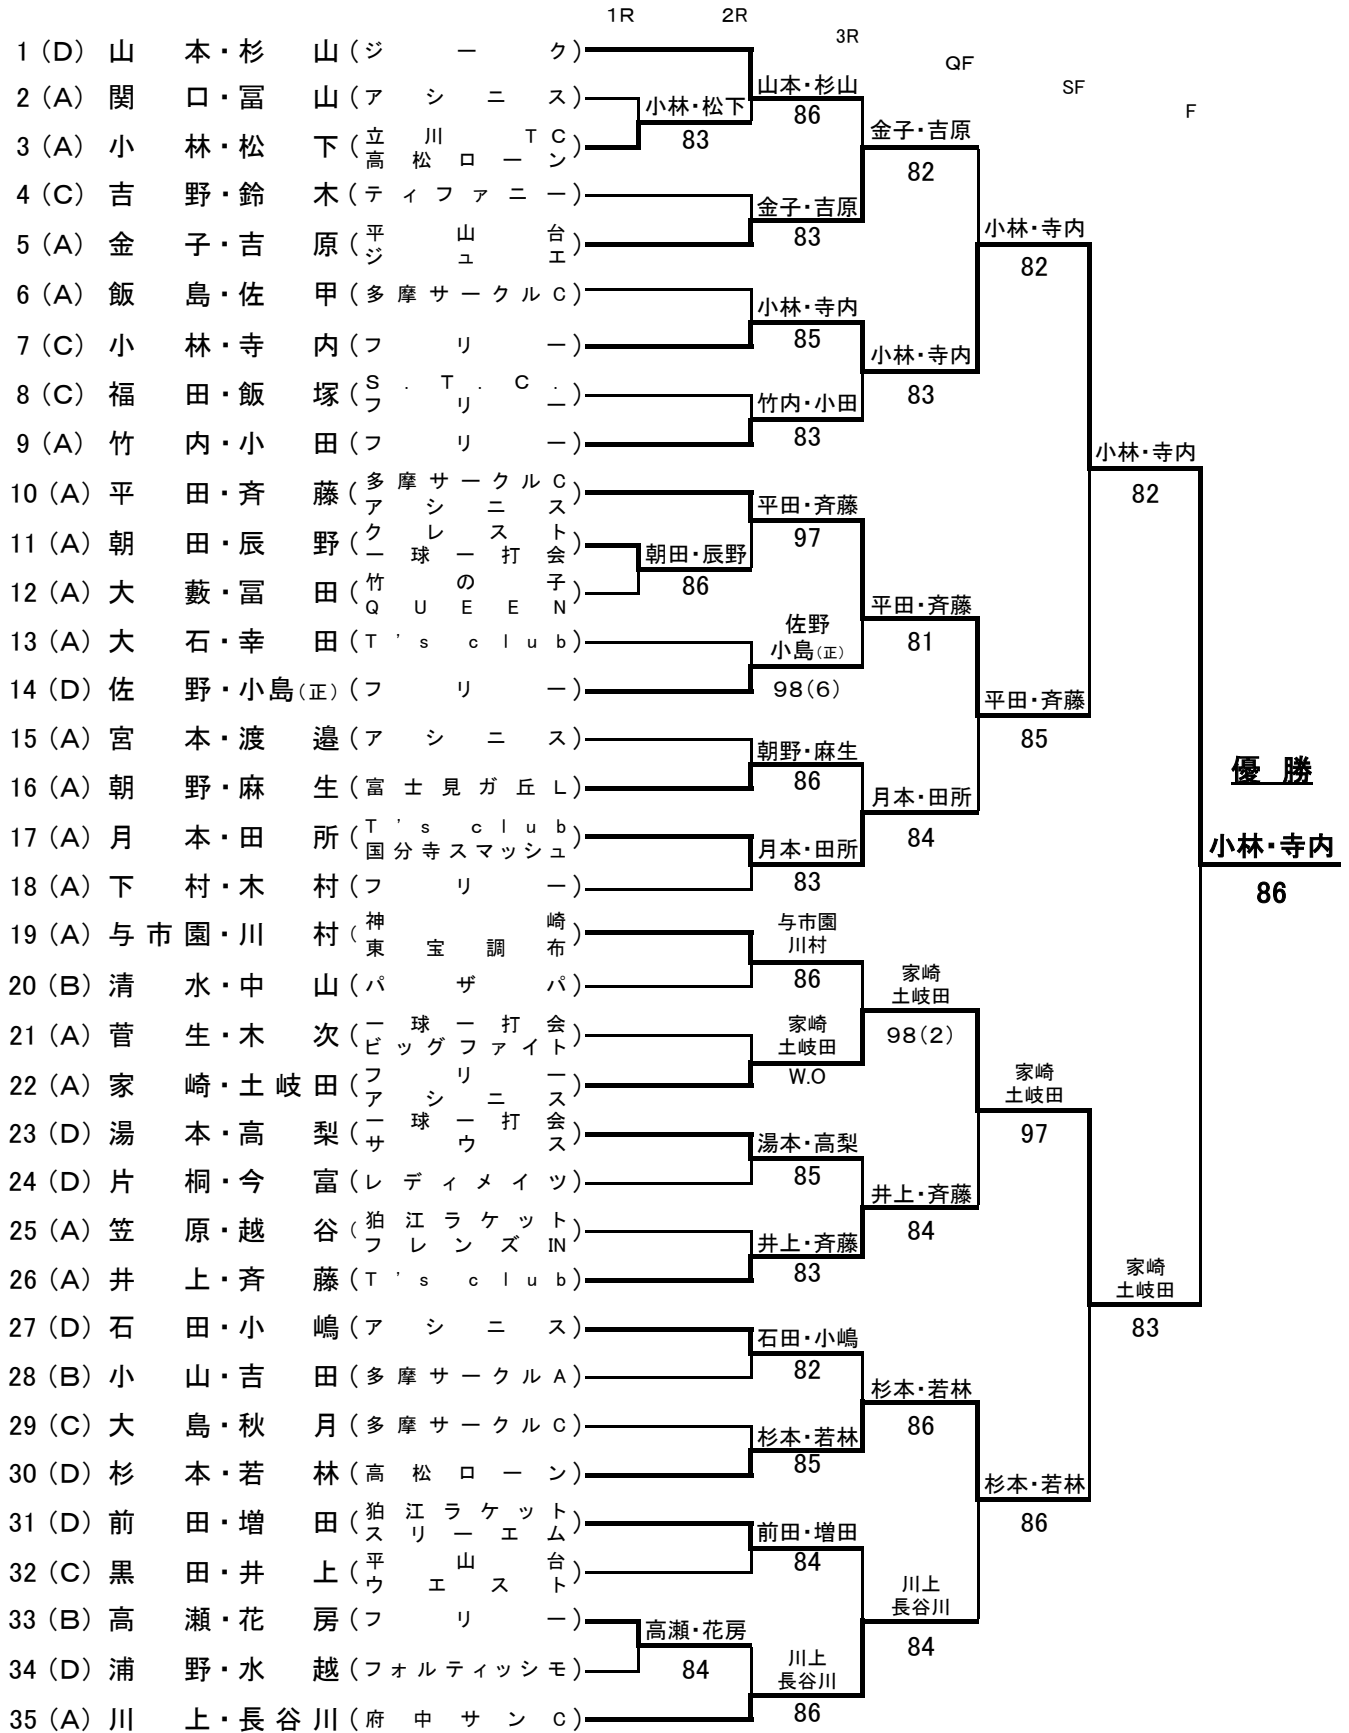 1R
2R
3R
QF
SF
F
1 (D) 山本・杉山 (ジーク)
2 (A) 関口・冨山 (アシニス)
3 (A) 小林・松下 (立川TC 高松ローン)
4 (C) 吉野・鈴木 (ティファニー)
5 (A) 金子・吉原 (平山台 ジュエ)
6 (A) 飯島・佐甲 (多摩サークルC)
7 (C) 小林・寺内 (フリー)
8 (C) 福田・飯塚 (S.T.C. フリー)
9 (A) 竹内・小田 (フリー)
10 (A) 平田・斉藤 (多摩サークルC アシニス)
11 (A) 朝田・辰野 (クレスト 一球一打会)
12 (A) 大藪・冨田 (竹の子 QUEEN)
13 (A) 大石・幸田 (T's club)
14 (D) 佐野・小島(正) (フリー)
15 (A) 宮本・渡邉 (アシニス)
16 (A) 朝野・麻生 (富士見ガ丘L)
17 (A) 月本・田所 (T's club 国分寺スマッシュ)
18 (A) 下村・木村 (フリー)
19 (A) 与市園・川村 (神崎 東宝調布)
20 (B) 清水・中山 (パザパ)
21 (A) 菅生・木次 (一球一打会 ビッグファイト)
22 (A) 家崎・土岐田 (フリー アシニス)
23 (D) 湯本・高梨 (一球一打会 サウス)
24 (D) 片桐・今富 (レディメイツ)
25 (A) 笠原・越谷 (狛江ラケット フレンズIN)
26 (A) 井上・斉藤 (T's club)
27 (D) 石田・小嶋 (アシニス)
28 (B) 小山・吉田 (多摩サークルA)
29 (C) 大島・秋月 (多摩サークルC)
30 (D) 杉本・若林 (高松ローン)
31 (D) 前田・増田 (狛江ラケット スリーエム)
32 (C) 黒田・井上 (平山台 ウエスト)
33 (B) 高瀬・花房 (フリー)
34 (D) 浦野・水越 (フォルティッシモ)
35 (A) 川上・長谷川 (府中サンC)
小林・松下
83
朝田・辰野
86
高瀬・花房
84
山本・杉山
86
金子・吉原
83
小林・寺内
85
竹内・小田
83
平田・斉藤
97
佐野
小島(正)
98(6)
朝野・麻生
86
月本・田所
83
与市園
川村
86
家崎
土岐田
W.O
湯本・高梨
85
井上・斉藤
83
石田・小嶋
82
杉本・若林
85
前田・増田
84
川上
長谷川
86
金子・吉原
82
小林・寺内
83
平田・斉藤
81
月本・田所
84
家崎
土岐田
98(2)
井上・斉藤
84
杉本・若林
86
川上
長谷川
84
小林・寺内
82
平田・斉藤
85
家崎
土岐田
97
杉本・若林
86
小林・寺内
82
家崎
土岐田
83
優 勝
小林・寺内
86